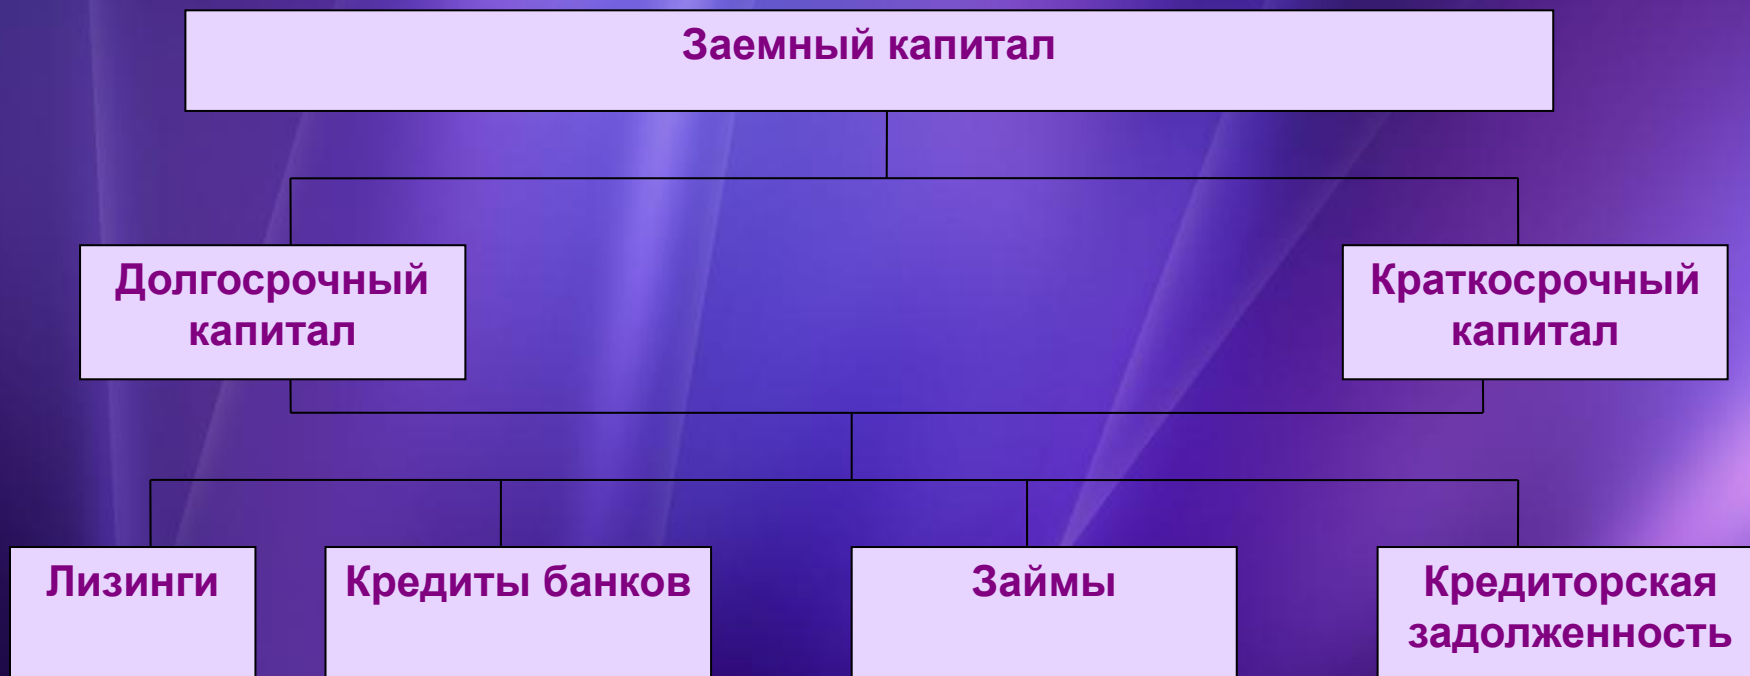 Заемный капитал
Долгосрочный
капитал
Краткосрочный
капитал
Лизинги
Кредиты банков
Займы
Кредиторская
задолженность